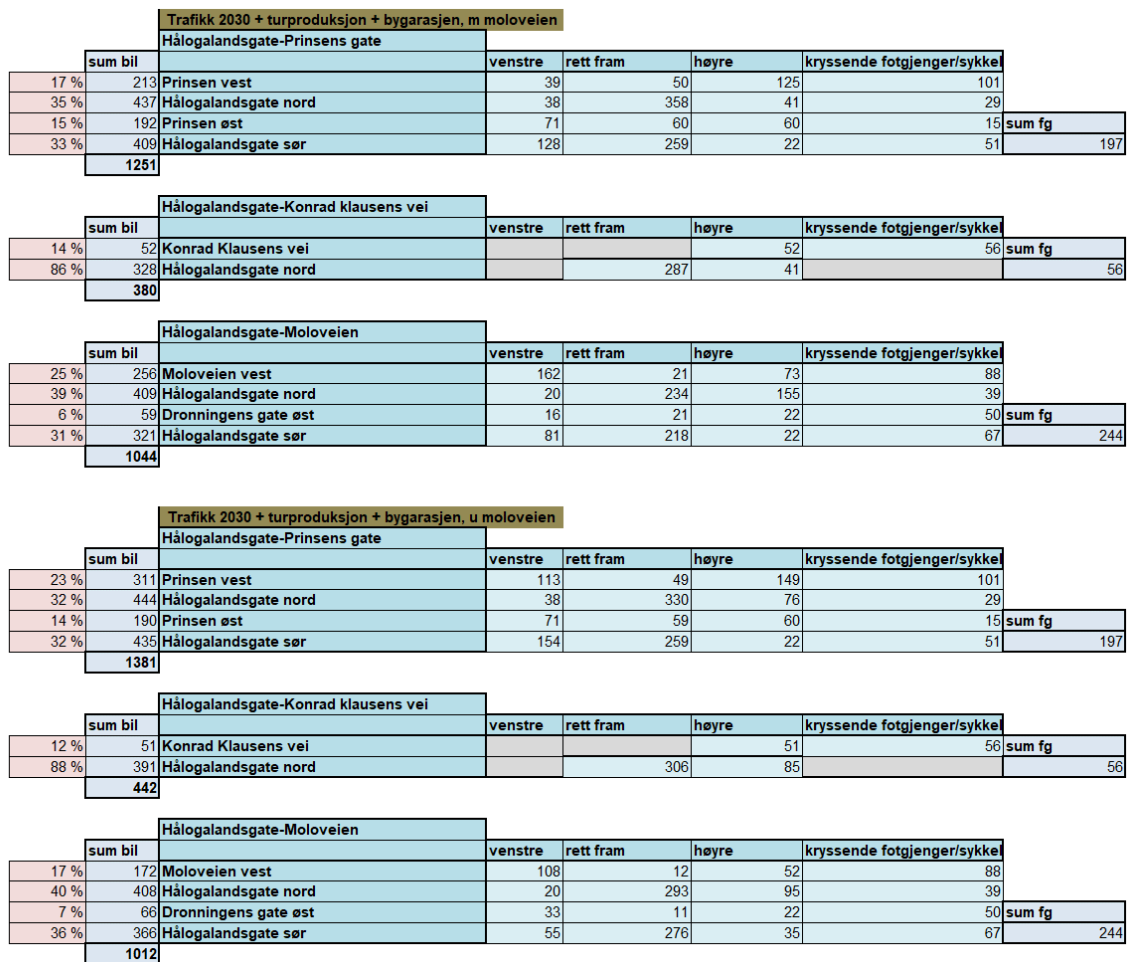 Trafikk 2030 + turproduksjon + bygarasjen, m moloveien
Hålogalandsgate-Prinsens gate
sum bil venstre rett fram høyre kryssende fotgjenger/sykkel
17 % 213 Prinsen vest 39 50 125 101
35 % 437 Hålogalandsgate nord 38 358 41 29
15 % 192 Prinsen øst 71 60 60 15 sum fg
33 % 409 Hålogalandsgate sør 128 259 22 51 197
1251
Hålogalandsgate-Konrad klausens vei
sum bil venstre rett fram høyre kryssende fotgjenger/sykkel
14 % 52 Konrad Klausens vei 52 56 sum fg
86 % 328 Hålogalandsgate nord 287 41 56
380
Hålogalandsgate-Moloveien
sum bil venstre rett fram høyre kryssende fotgjenger/sykkel
25 % 256 Moloveien vest 162 21 73 88
39 % 409 Hålogalandsgate nord 20 234 155 39
6 % 59 Dronningens gate øst 16 21 22 50 sum fg
31 % 321 Hålogalandsgate sør 81 218 22 67 244
1044
Trafikk 2030 + turproduksjon + bygarasjen, u moloveien
Hålogalandsgate-Prinsens gate
sum bil venstre rett fram høyre kryssende fotgjenger/sykkel
23 % 311 Prinsen vest 113 49 149 101
32 % 444 Hålogalandsgate nord 38 330 76 29
14 % 190 Prinsen øst 71 59 60 15 sum fg
32 % 435 Hålogalandsgate sør 154 259 22 51 197
1381
Hålogalandsgate-Konrad klausens vei
sum bil venstre rett fram høyre kryssende fotgjenger/sykkel
12 % 51 Konrad Klausens vei 51 56 sum fg
88 % 391 Hålogalandsgate nord 306 85 56
442
Hålogalandsgate-Moloveien
sum bil venstre rett fram høyre kryssende fotgjenger/sykkel
17 % 172 Moloveien vest 108 12 52 88
40 % 408 Hålogalandsgate nord 20 293 95 39
7 % 66 Dronningens gate øst 33 11 22 50 sum fg
36 % 366 Hålogalandsgate sør 55 276 35 67 244
1012